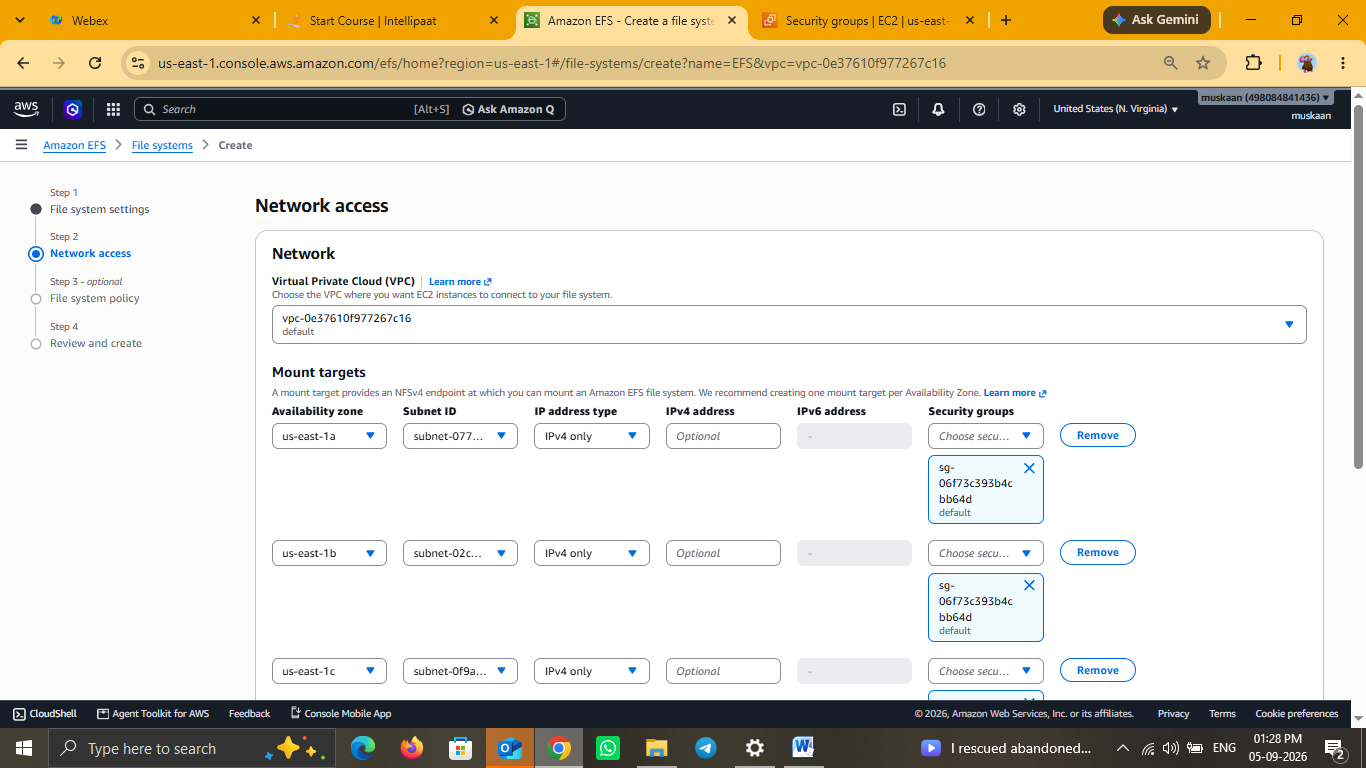 Webex
Start Course | Intellipaat
Amazon EFS - Create a file syste
Security groups | EC2 | us-east-
Ask Gemini
us-east-1.console.aws.amazon.com/efs/home?region=us-east-1#/file-systems/create?name=EFS&vpc=vpc-0e37610f977267c16
aws
Search
[Alt+S]
Ask Amazon Q
United States (N. Virginia)
muskaan (498084841436)
muskaan
Amazon EFS
File systems
Create
Step 1
File system settings
Step 2
Network access
Step 3 - optional
File system policy
Step 4
Review and create
Network access
Network
Virtual Private Cloud (VPC)
Learn more
Choose the VPC where you want EC2 instances to connect to your file system.
vpc-0e37610f977267c16
default
Mount targets
A mount target provides an NFSv4 endpoint at which you can mount an Amazon EFS file system. We recommend creating one mount target per Availability Zone. Learn more
Availability zone Subnet ID IP address type IPv4 address IPv6 address Security groups
us-east-1a subnet-077... IPv4 only Optional - Choose secu... Remove
sg-
06f73c393b4c
bb64d
default
us-east-1b subnet-02c... IPv4 only Optional - Choose secu... Remove
sg-
06f73c393b4c
bb64d
default
us-east-1c subnet-0f9a... IPv4 only Optional - Choose secu... Remove
CloudShell Agent Toolkit for AWS Feedback Console Mobile App
© 2026, Amazon Web Services, Inc. or its affiliates. Privacy Terms Cookie preferences
Type here to search
I rescued abandoned...
ENG
01:28 PM
05-09-2026
2